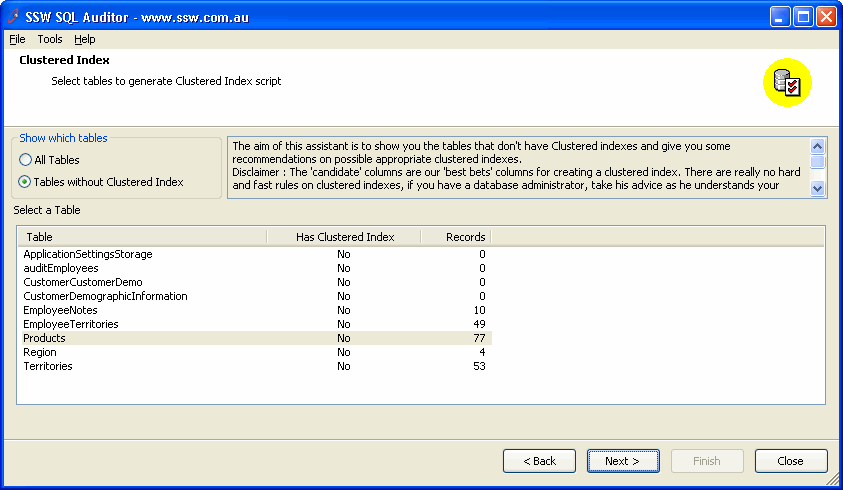 SSW SQL Auditor - www.ssw.com.au
File Tools Help
Clustered Index
Select tables to generate Clustered Index script
Show which tables
All Tables
Tables without Clustered Index
The aim of this assistant is to show you the tables that don't have Clustered indexes and give you some
recommendations on possible appropriate clustered indexes.
Disclaimer : The 'candidate' columns are our 'best bets' columns for creating a clustered index. There are really no hard
and fast rules on clustered indexes, if you have a database administrator, take his advice as he understands your
Select a Table
Table Has Clustered Index Records
ApplicationSettingsStorage No 0
auditEmployees No 0
CustomerCustomerDemo No 0
CustomerDemographicInformation No 0
EmployeeNotes No 10
EmployeeTerritories No 49
Products No 77
Region No 4
Territories No 53
< Back Next > Finish Close